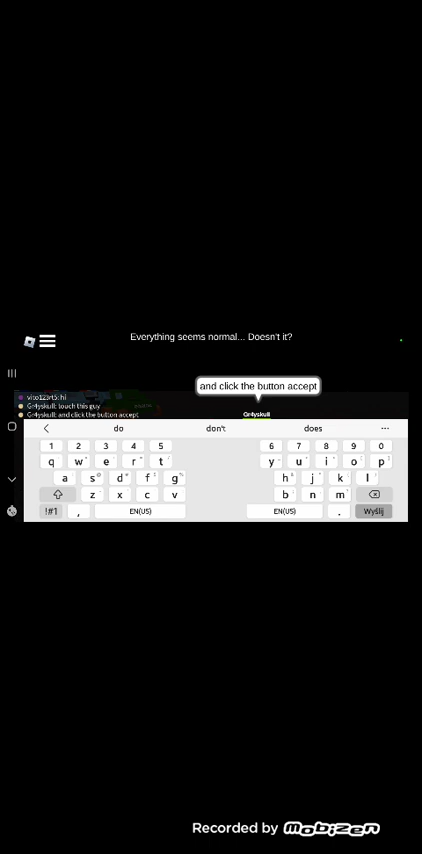 Everything seems normal... Doesn't it?
and click the button accept
vito123rt5: hi
Gr4yskull: touch this guy
Gr4yskull: and click the button accept
Gr4yskull
do don't does ...
1 2 3 4 5 6 7 8 9 0
q w e r t y u i o p
a s d f g h j k l
z x c v b n m
!#1 , EN(US) EN(US) . Wyślij
Recorded by Mobizen